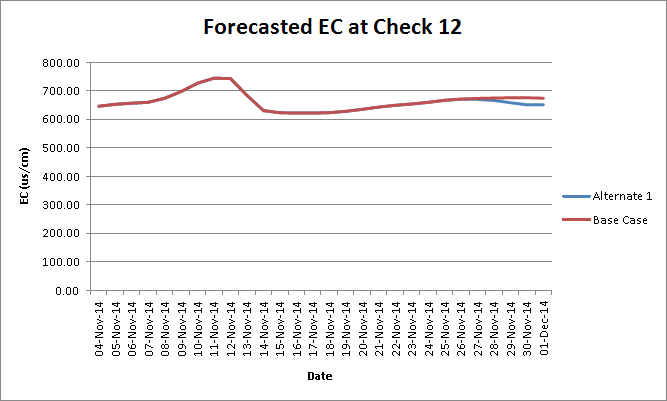 Forecasted EC at Check 12
800.00
700.00
600.00
500.00
400.00
300.00
200.00
100.00
0.00
EC (us/cm)
04-Nov-14
05-Nov-14
06-Nov-14
07-Nov-14
08-Nov-14
09-Nov-14
10-Nov-14
11-Nov-14
12-Nov-14
13-Nov-14
14-Nov-14
15-Nov-14
16-Nov-14
17-Nov-14
18-Nov-14
19-Nov-14
20-Nov-14
21-Nov-14
22-Nov-14
23-Nov-14
24-Nov-14
25-Nov-14
26-Nov-14
27-Nov-14
28-Nov-14
29-Nov-14
30-Nov-14
01-Dec-14
Date
Alternate 1
Base Case